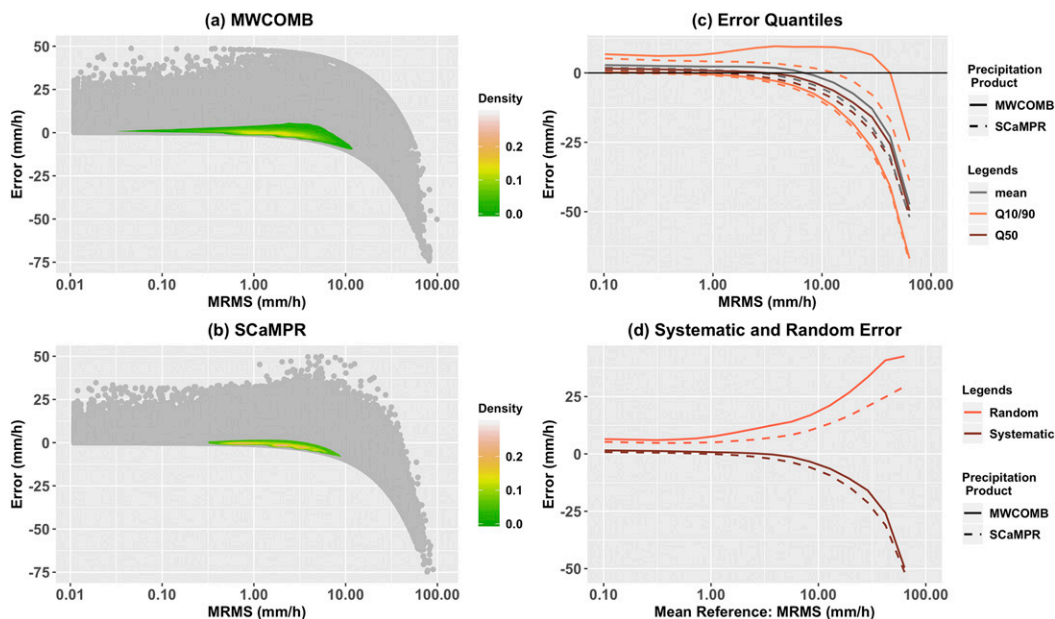 (a) MWCOMB
50
25
0
-25
-50
-75
Error (mm/h)
0.01 0.10 1.00 10.00 100.00
MRMS (mm/h)
Density
0.2
0.1
0.0
(c) Error Quantiles
0
-25
-50
Error (mm/h)
0.10 1.00 10.00 100.00
MRMS (mm/h)
Precipitation
Product
MWCOMB
SCaMPR
Legends
mean
Q10/90
Q50
(b) SCaMPR
50
25
0
-25
-50
-75
Error (mm/h)
0.01 0.10 1.00 10.00 100.00
MRMS (mm/h)
Density
0.2
0.1
0.0
(d) Systematic and Random Error
25
0
-25
-50
Error (mm/h)
0.10 1.00 10.00 100.00
Mean Reference: MRMS (mm/h)
Legends
Random
Systematic
Precipitation
Product
MWCOMB
SCaMPR